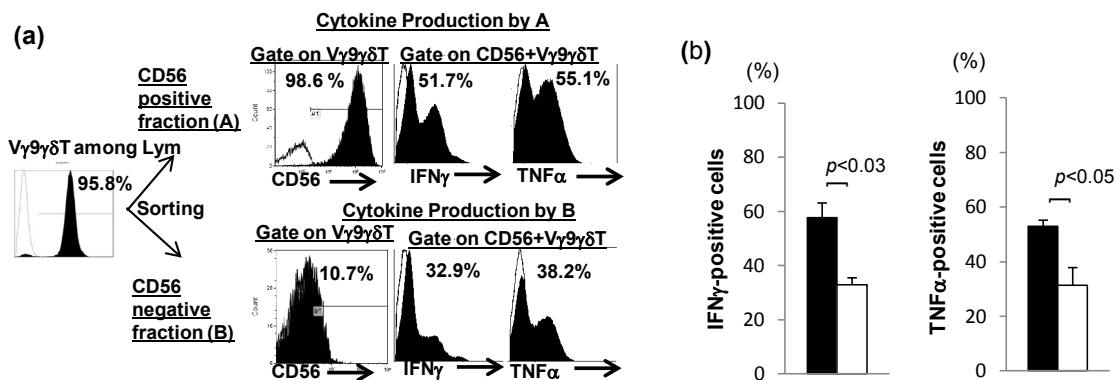 (a)
Cytokine Production by A
Gate on Vγ9γδT
Gate on CD56+Vγ9γδT
98.6 %
51.7%
55.1%
Count
CD56
IFNγ
TNFα
CD56
positive
fraction (A)
Vγ9γδT among Lym
95.8%
Sorting
CD56
negative
fraction (B)
Cytokine Production by B
Gate on Vγ9γδT
Gate on CD56+Vγ9γδT
10.7%
32.9%
38.2%
Count
CD56
IFNγ
TNFα
(b)
(%)
100
80
60
40
20
0
IFNγ-positive cells
p<0.03
(%)
100
80
60
40
20
0
TNFα-positive cells
p<0.05